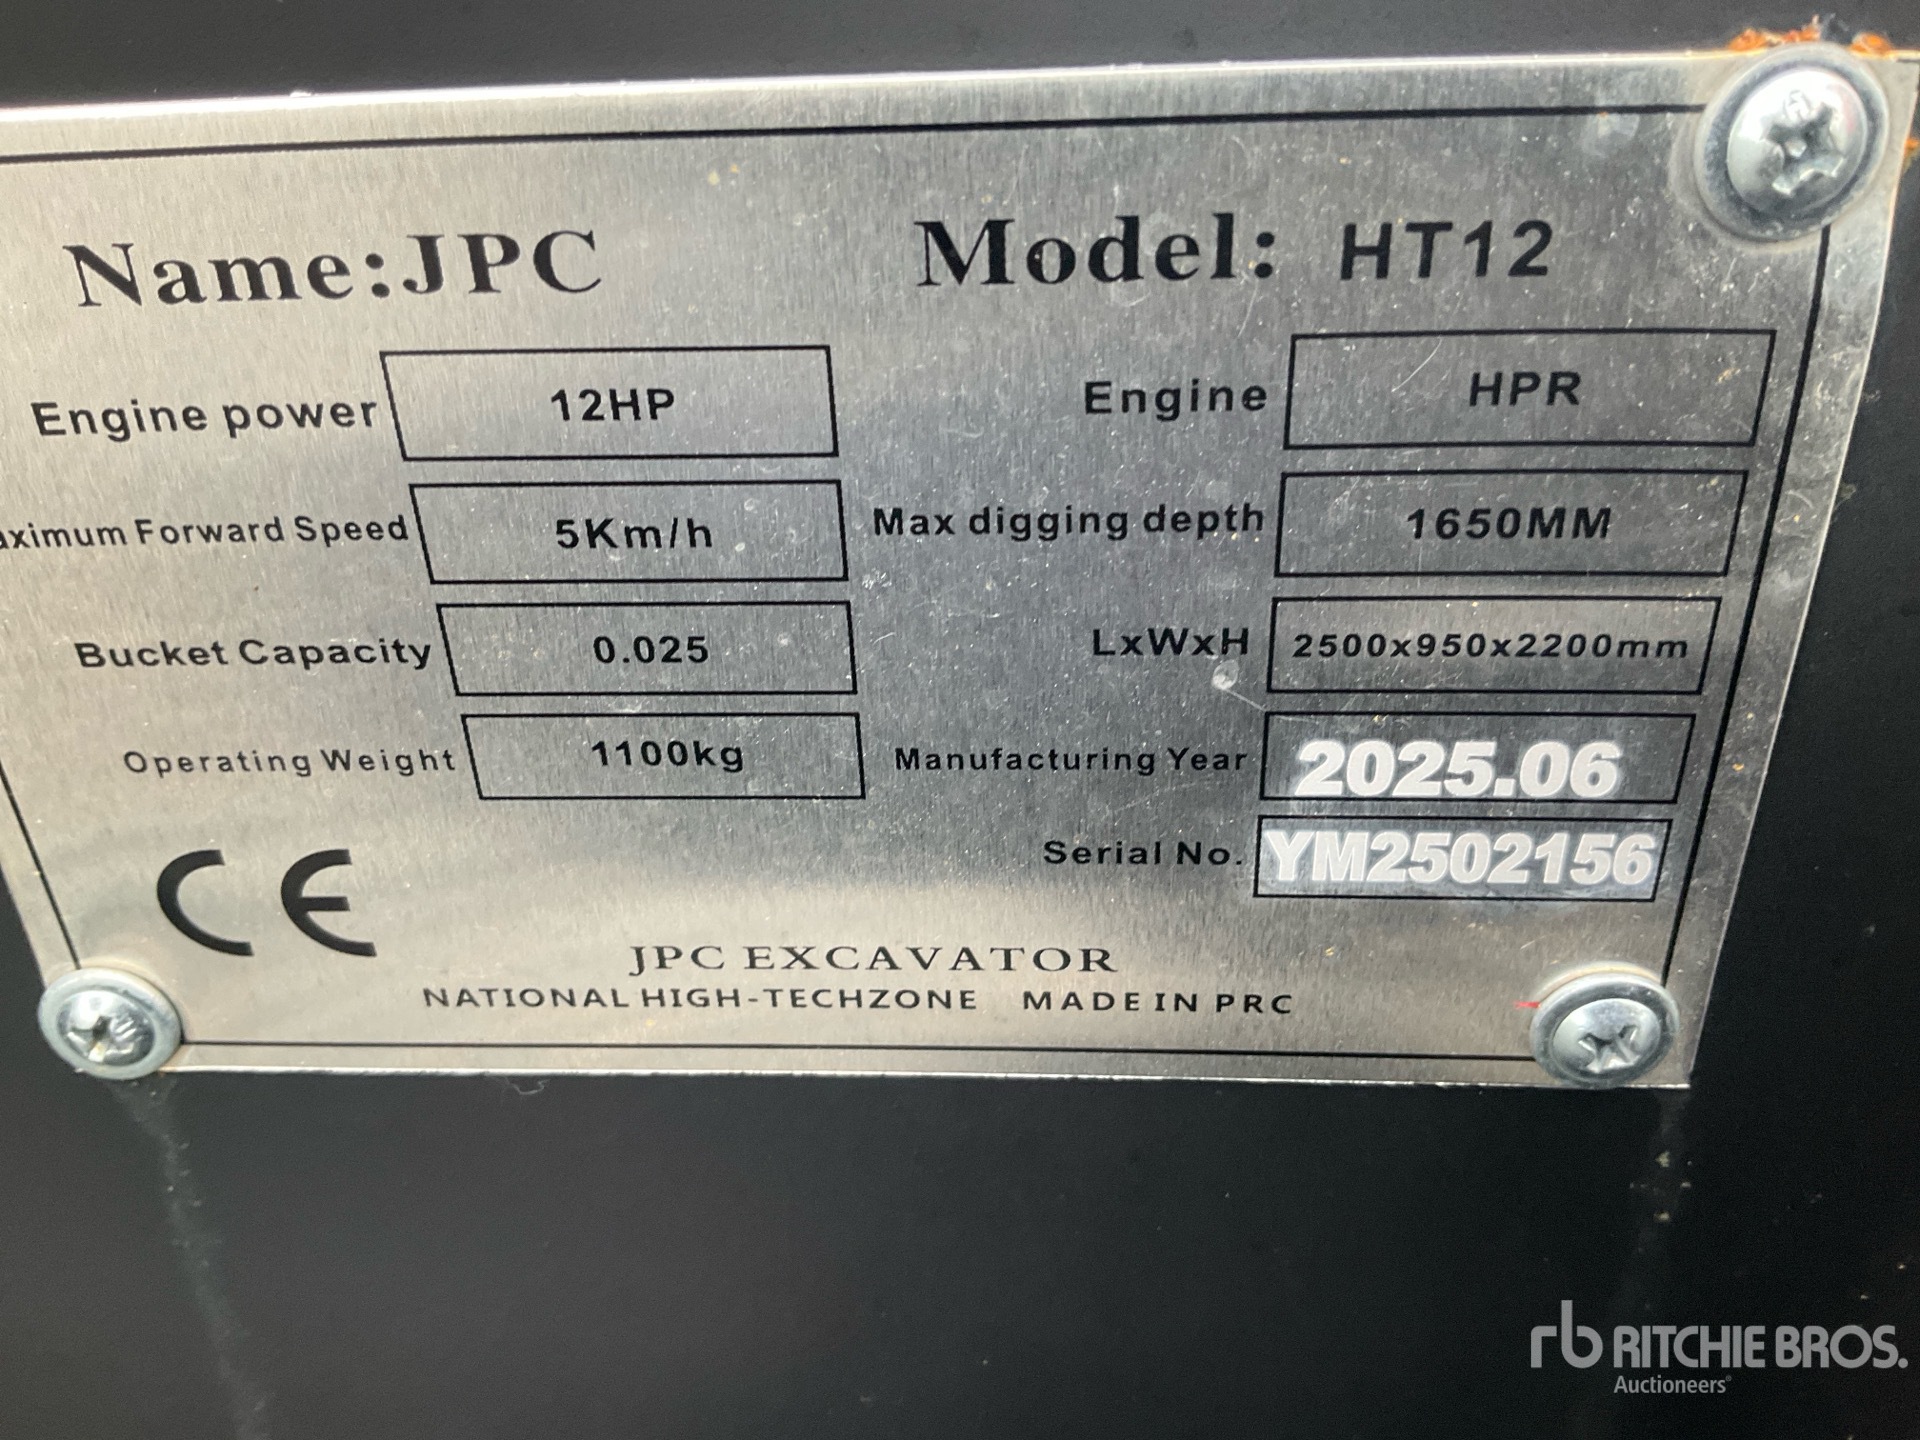 Name:JPC Model: HT12
Engine power 12HP Engine HPR
aximum Forward Speed 5Km/h Max digging depth 1650MM
Bucket Capacity 0.025 LxWxH 2500x950x2200mm
Operating Weight 1100kg Manufacturing Year 2025.06
Serial No. YM2502156
CE
JPC EXCAVATOR
NATIONAL HIGH-TECHZONE MADE IN PRC
rb RITCHIE BROS.
Auctioneers®